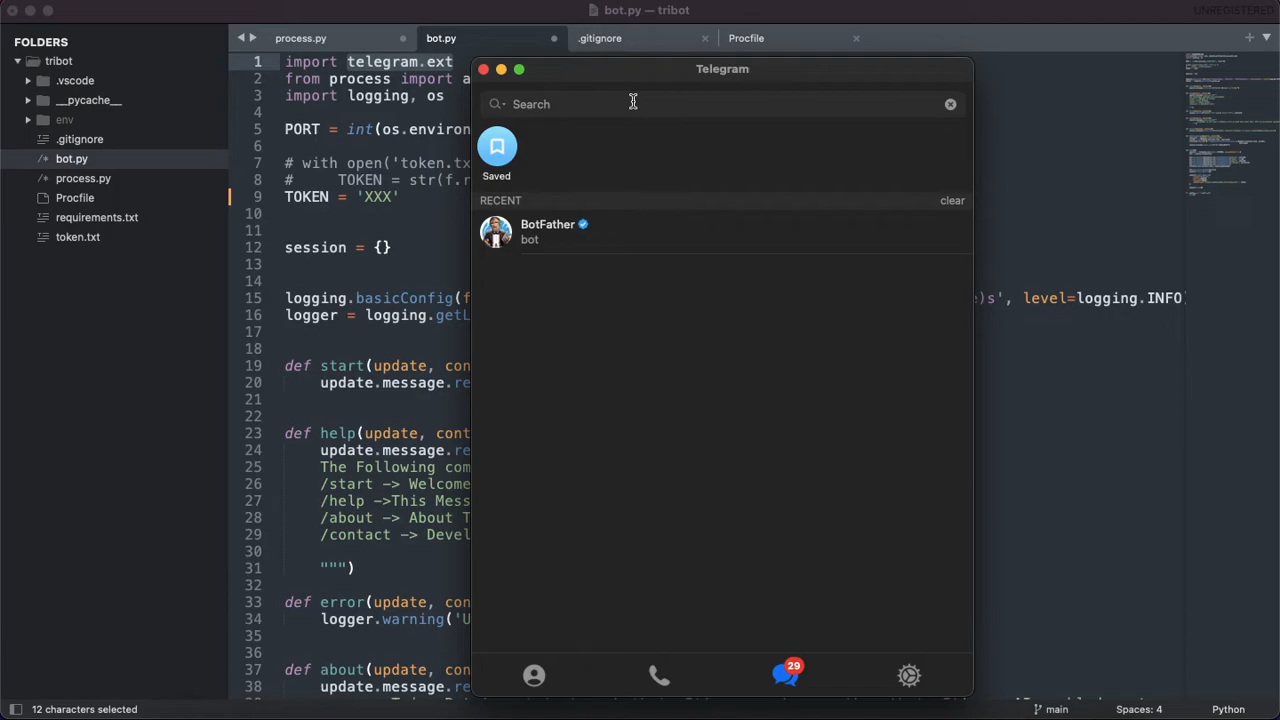 bot.py — tribot
UNREGISTERED
FOLDERS
tribot
.vscode
__pycache__
env
.gitignore
bot.py
process.py
Procfile
requirements.txt
token.txt
process.py
bot.py
.gitignore
Procfile
1 import telegram.ext
2 from process import a
3 import logging, os
4
5 PORT = int(os.environ
6
7 # with open('token.tx
8 # TOKEN = str(f.r
9 TOKEN = 'XXX'
10
11
12 session = {}
13
14
15 logging.basicConfig(f )s', level=logging.INFO
16 logger = logging.getL
17
18
19 def start(update, con
20 update.message.re
21
22
23 def help(update, cont
24 update.message.re
25 The Following com
26 /start -> Welcome
27 /help ->This Mess
28 /about -> About T
29 /contact -> Devel
30
31 """)
32
33 def error(update, con
34 logger.warning('U
35
36
37 def about(update, con
38 update.message.re
Telegram
Search
Saved
RECENT
clear
BotFather
bot
29
12 characters selected
main
Spaces: 4
Python